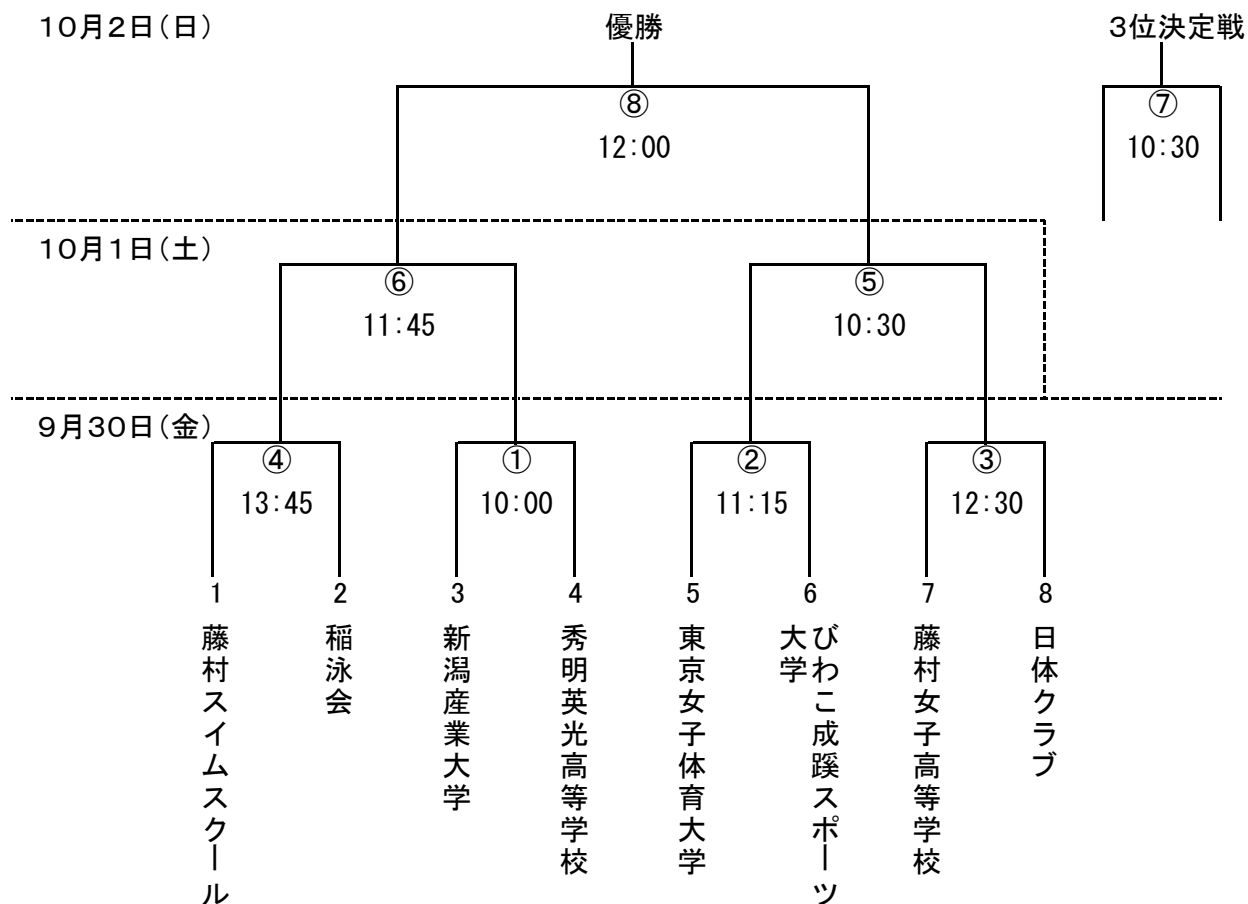 10月2日(日)
優勝
3位決定戦
⑧
12:00
⑦
10:30
10月1日(土)
⑥
11:45
⑤
10:30
9月30日(金)
④
13:45
①
10:00
②
11:15
③
12:30
1
2
3
4
5
6
7
8
藤村スイムスクール
稲泳会
新潟産業大学
秀明英光高等学校
東京女子体育大学
びわこ成蹊スポーツ
大学
藤村女子高等学校
日体クラブ